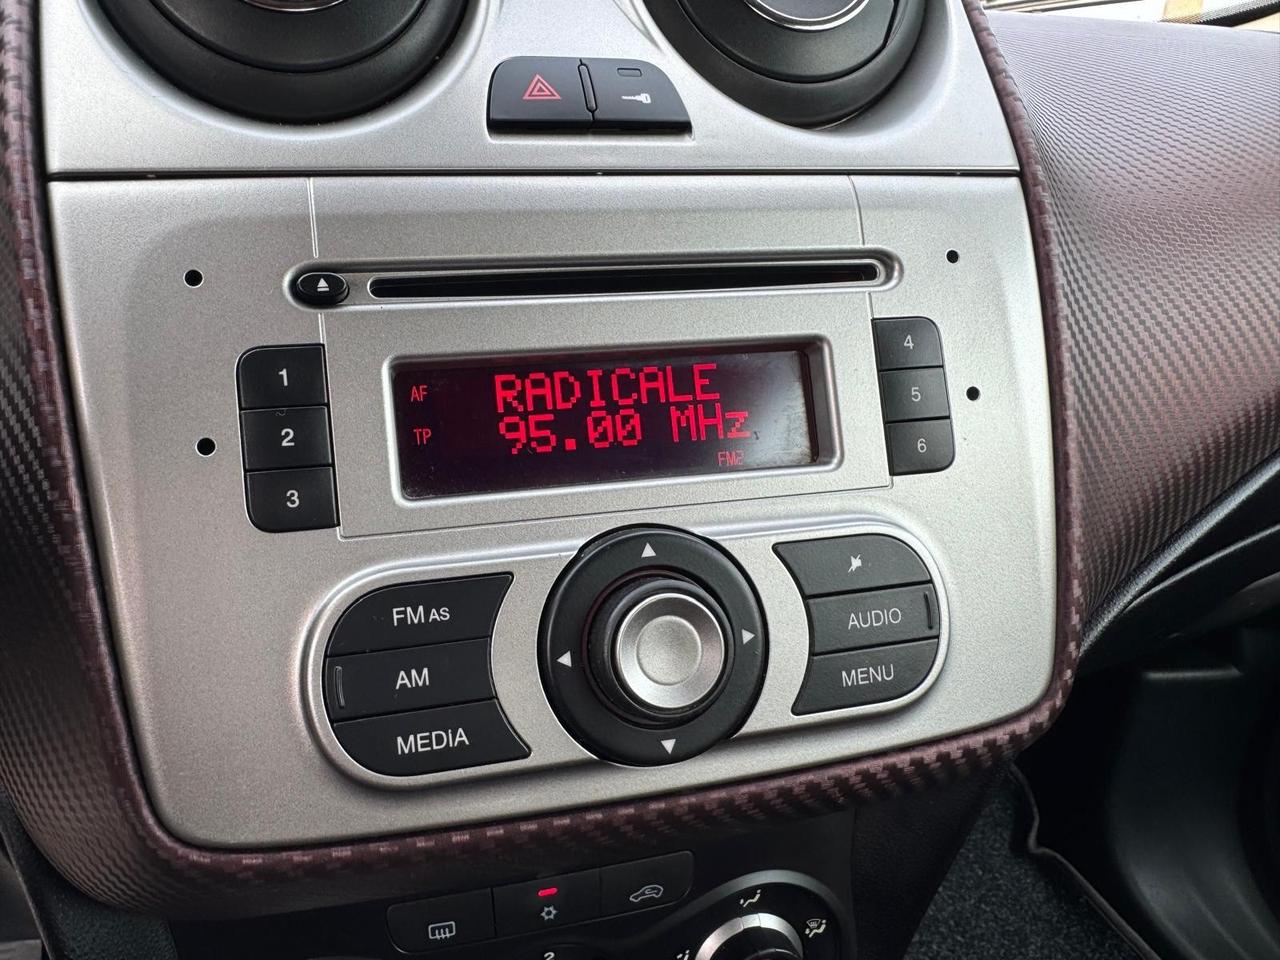 1
2
3
AF
RADICALE
TP
95.00 MHz
FM2
4
5
6
FM AS
AM
MEDiA
AUDIO
MENU
2